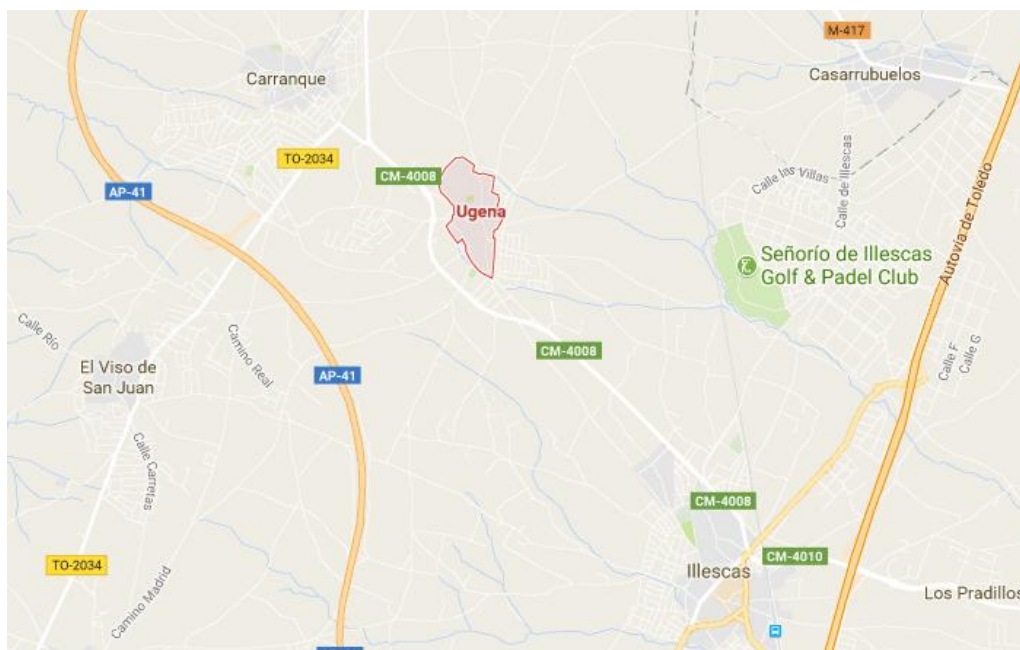 M-417
Carranque
Casarrubuelos
TO-2034
CM-4008
Calle las Villas
Calle de Illescas
AP-41
Ugena
Autovía de Toledo
Señorío de Illescas
Golf & Padel Club
Calle Río
Camino Real
CM-4008
Calle F
Calle G
El Viso de
San Juan
AP-41
Calle Carretas
CM-4008
TO-2034
CM-4010
Illescas
Los Pradillos
Camino Madrid